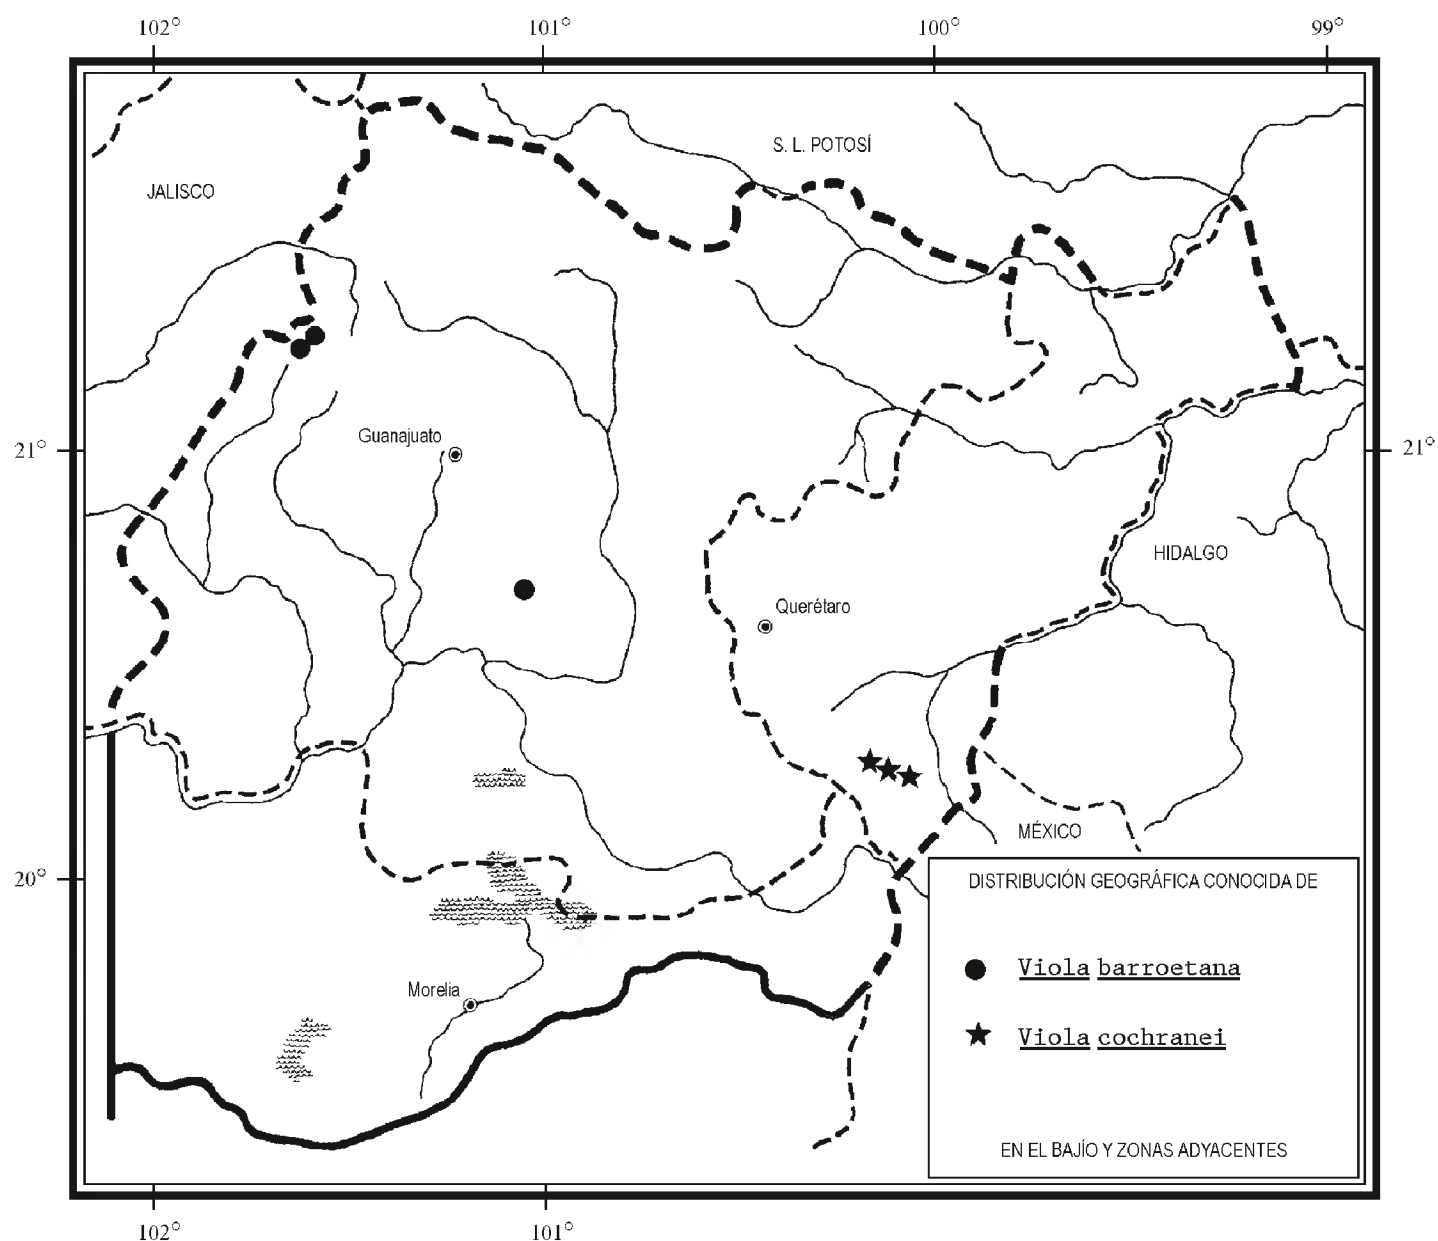 102° 101° 100° 99°
S. L. POTOSÍ
JALISCO
Guanajuato
21° 21°
HIDALGO
Querétaro
MÉXICO
20°
DISTRIBUCIÓN GEOGRÁFICA CONOCIDA DE
Viola barroetana
Morelia
Viola cochranei
EN EL BAJÍO Y ZONAS ADYACENTES
102° 101°